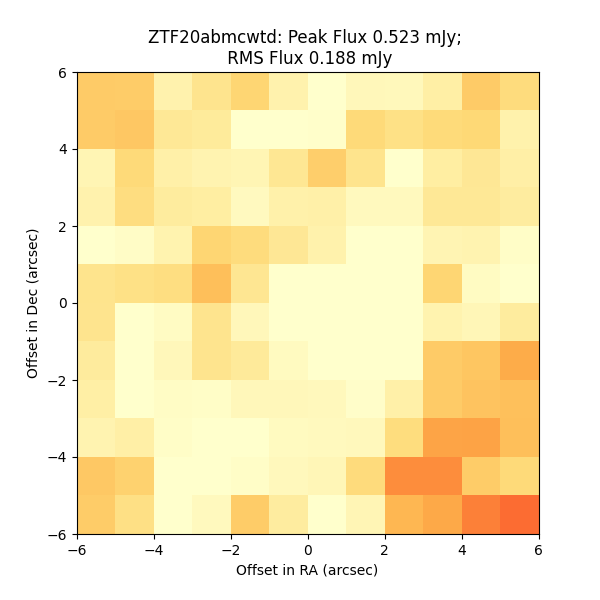 ZTF20abmcwtd: Peak Flux 0.523 mJy;
RMS Flux 0.188 mJy
6
4
2
0
−2
−4
−6
Offset in Dec (arcsec)
−6 −4 −2 0 2 4 6
Offset in RA (arcsec)